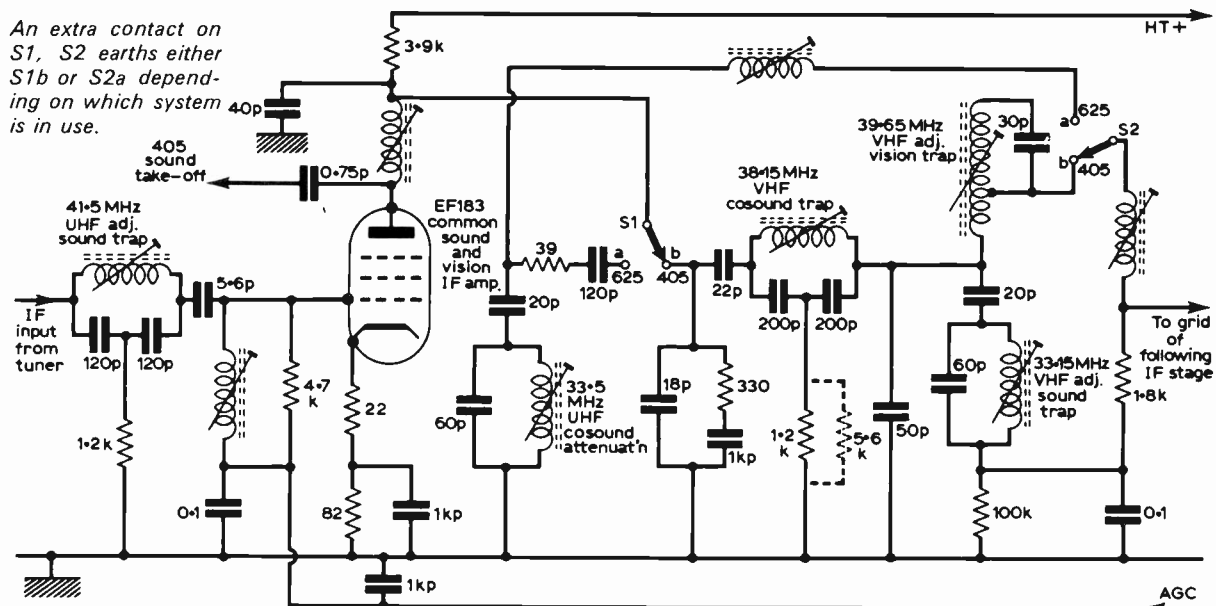 An extra contact on
S1, S2 earths either
S1b or S2a depend-
ing on which system
is in use.
3·9k
HT+
40p
405
sound
take-off
0·75p
41·5 MHz
UHF adj.
sound trap
5·6p
IF
input
from
tuner
120p
120p
1·2k
4·7
k
0·1
EF183
common
sound
and
vision
IF amp.
22
82
1kp
1kp
39
120p
a
625
20p
60p
33·5
MHz
UHF
cosound
attenuat'n
S1
b
405
18p
330
1kp
22p
38·15 MHz
VHF
cosound trap
200p
200p
1·2
k
5·6
k
50p
39·65 MHz
VHF adj.
vision trap
30p
a
625
S2
b
405
20p
60p
33·15 MHz
VHF adj.
sound
trap
100k
To grid
of
following
IF stage
1·8k
0·1
AGC